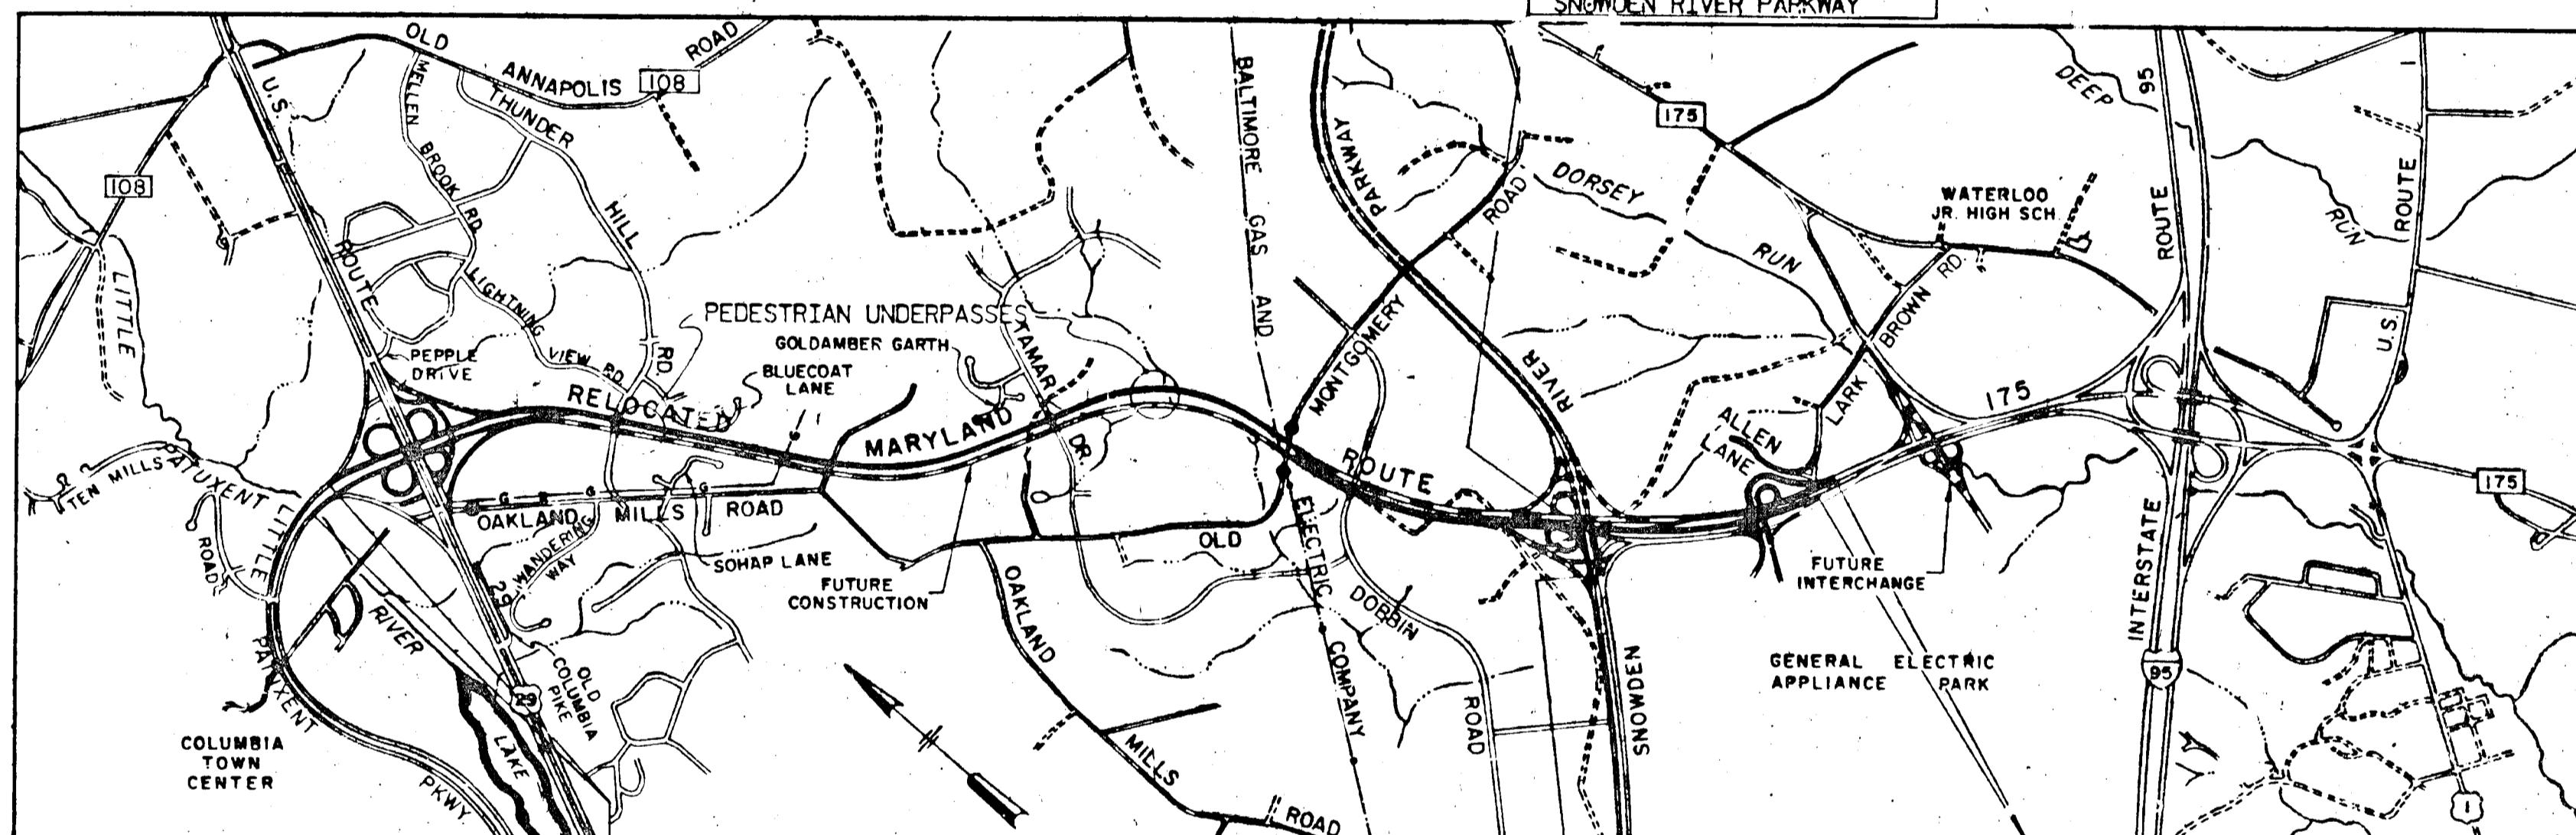 SNOWDEN RIVER PARKWAY
OLD ANNAPOLIS ROAD
108
U.S. ROUTE
29
MELLEN BROOK RD.
THUNDER HILL RD.
108
LITTLE PATUXENT RIVER
LIGHTNING VIEW RD.
PEPPLE
DRIVE
PEDESTRIAN UNDERPASSES
GOLDAMBER GARTH
BLUECOAT
LANE
TAMAR DR.
RELOCATED MARYLAND ROUTE 175
BALTIMORE GAS AND ELECTRIC COMPANY
PARKWAY
MONTGOMERY ROAD
175
DORSEY RUN
WATERLOO
JR. HIGH SCH.
DEEP RUN
95
ROUTE
INTERSTATE
95
U.S. ROUTE 1
LARK BROWN RD.
ALLEN
LANE
RIVER
SNOWDEN
175
TEN MILLS ROAD
LITTLE PATUXENT PKWY.
G G G G
OAKLAND MILLS ROAD
WANDERING
WAY
SOHAP LANE
FUTURE
CONSTRUCTION
OLD
OAKLAND MILLS ROAD
DOBBIN ROAD
FUTURE
INTERCHANGE
GENERAL ELECTRIC
APPLIANCE PARK
OLD
COLUMBIA
PIKE
29
LAKE
COLUMBIA
TOWN
CENTER
1